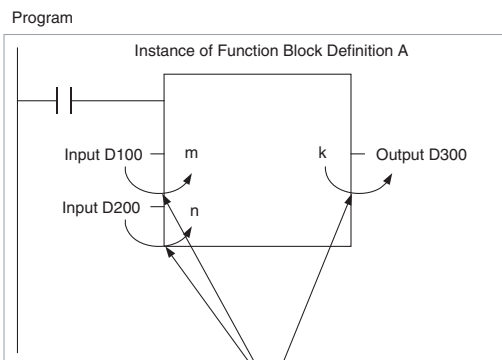 Program
Instance of Function Block Definition A
Input D100 m k Output D300
Input D200 n